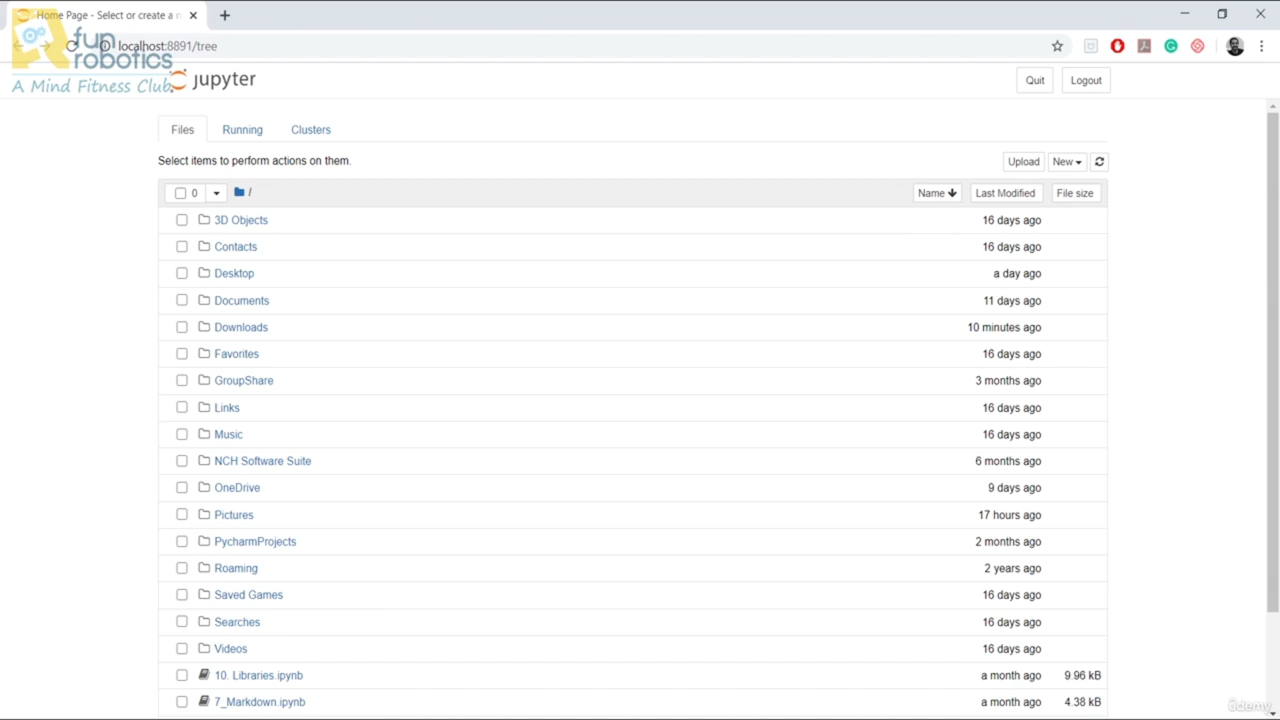 Home Page - Select or create a n
localhost:8891/tree
fun
robotics
A Mind Fitness Club.
jupyter
Quit
Logout
Files
Running
Clusters
Select items to perform actions on them.
Upload
New
0
/
Name
Last Modified
File size
3D Objects 16 days ago
Contacts 16 days ago
Desktop a day ago
Documents 11 days ago
Downloads 10 minutes ago
Favorites 16 days ago
GroupShare 3 months ago
Links 16 days ago
Music 16 days ago
NCH Software Suite 6 months ago
OneDrive 9 days ago
Pictures 17 hours ago
PycharmProjects 2 months ago
Roaming 2 years ago
Saved Games 16 days ago
Searches 16 days ago
Videos 16 days ago
10. Libraries.ipynb a month ago 9.96 kB
7_Markdown.ipynb a month ago 4.38 kB
ûdemy